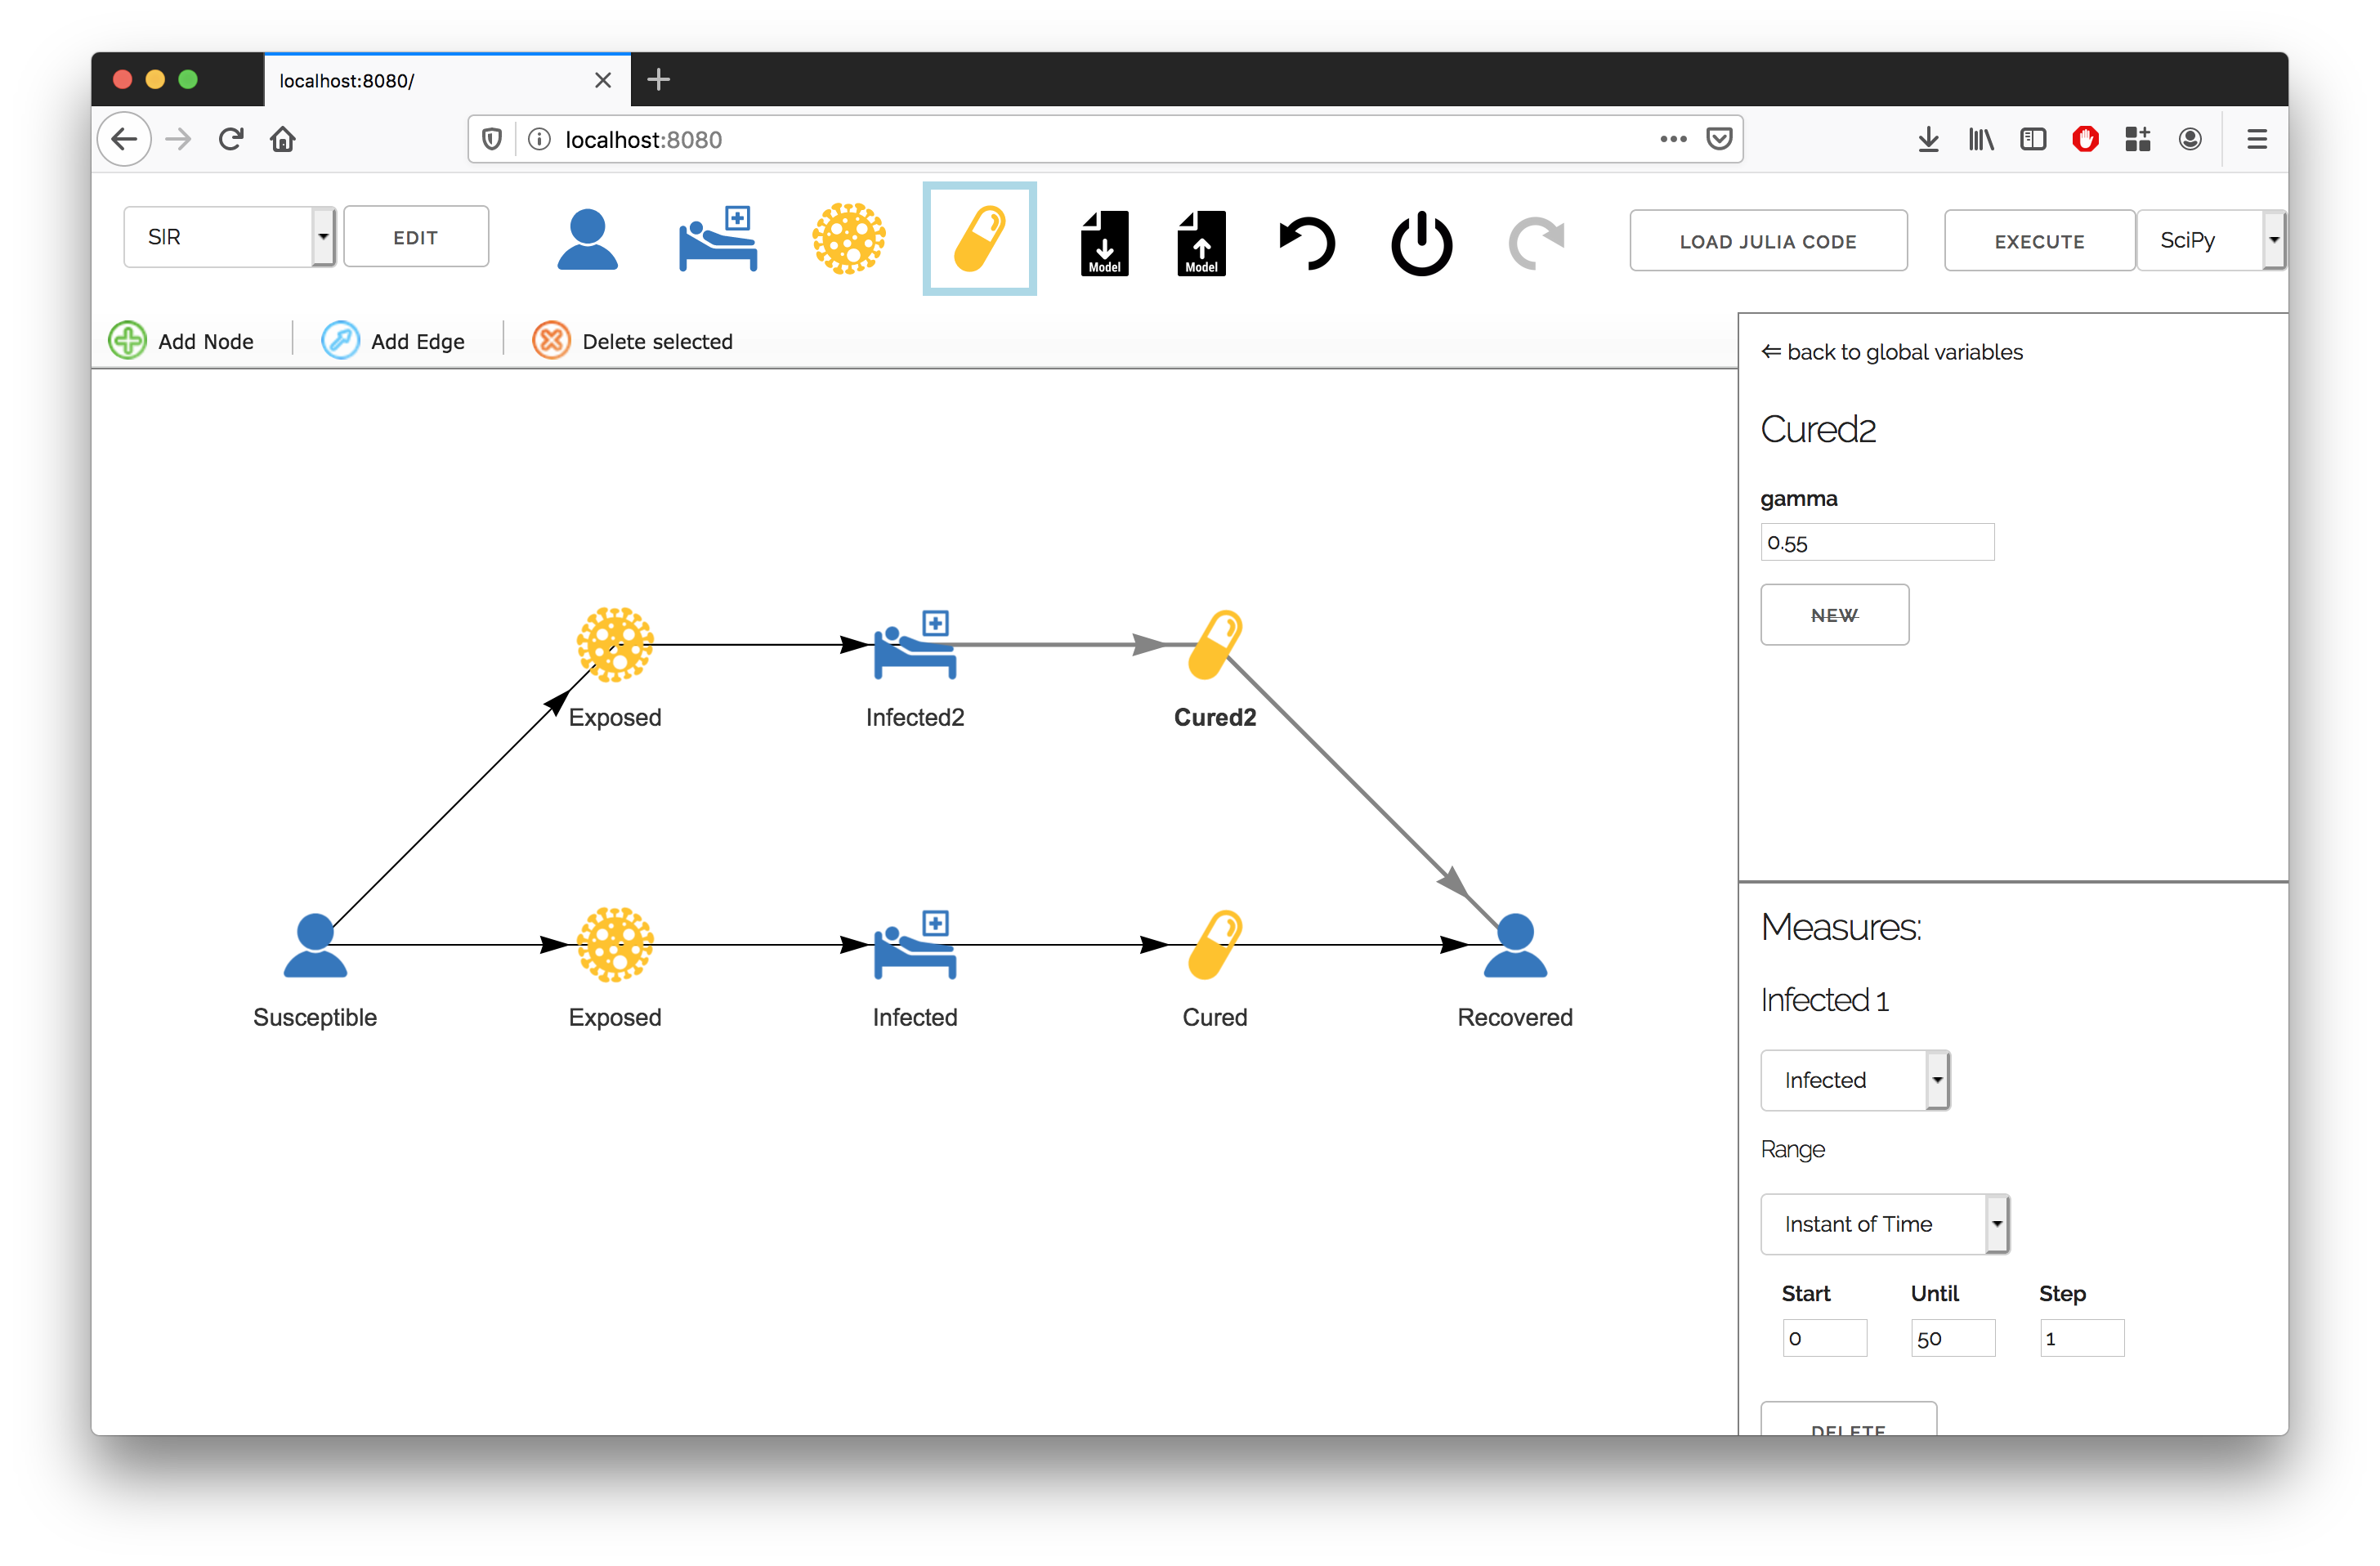 localhost:8080/
localhost:8080
SIR
EDIT
Model
Model
LOAD JULIA CODE
EXECUTE
SciPy
Add Node
Add Edge
Delete selected
⇐ back to global variables
Cured2
gamma
0.55
NEW
Exposed
Infected2
Cured2
Susceptible
Exposed
Infected
Cured
Recovered
Measures:
Infected 1
Infected
Range
Instant of Time
Start Until Step
0 50 1
DELETE